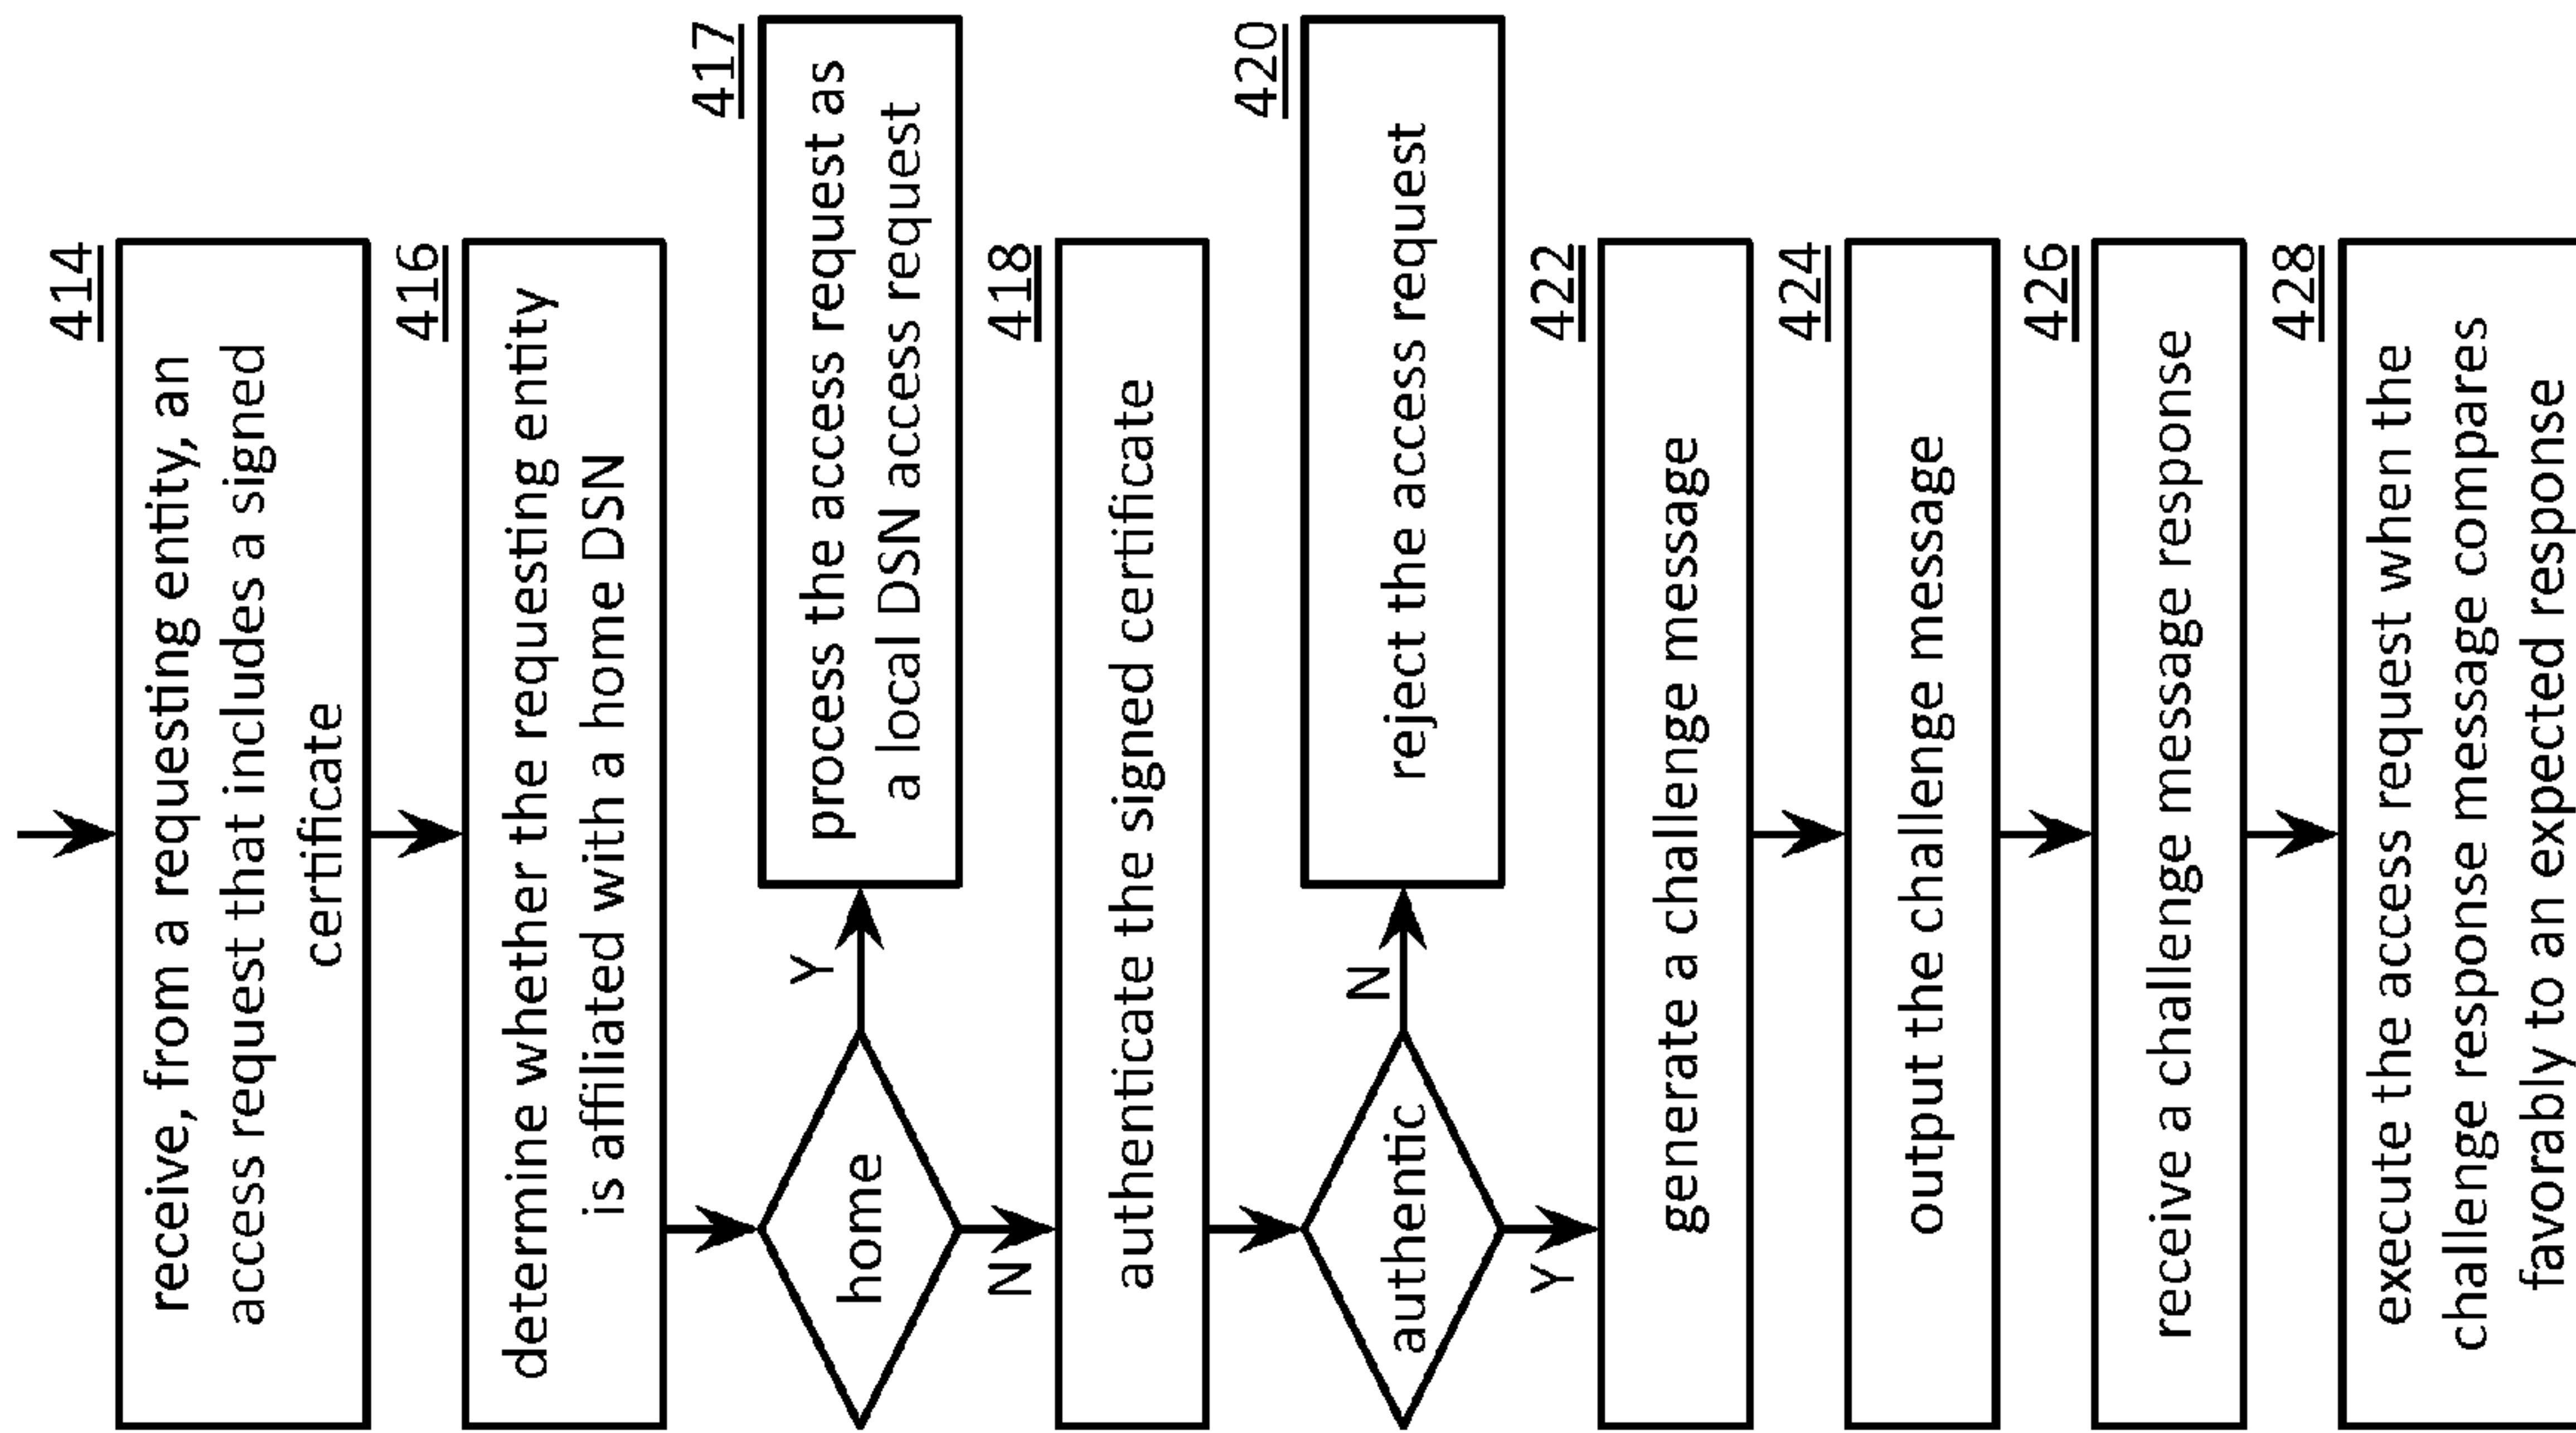 414
receive, from a requesting entity, an
access request that includes a signed
certificate
416
determine whether the requesting entity
is affiliated with a home DSN
home
Y
N
417
process the access request as
a local DSN access request
418
authenticate the signed certificate
authentic
N
Y
420
reject the access request
422
generate a challenge message
424
output the challenge message
426
receive a challenge message response
428
execute the access request when the
challenge response message compares
favorably to an expected response